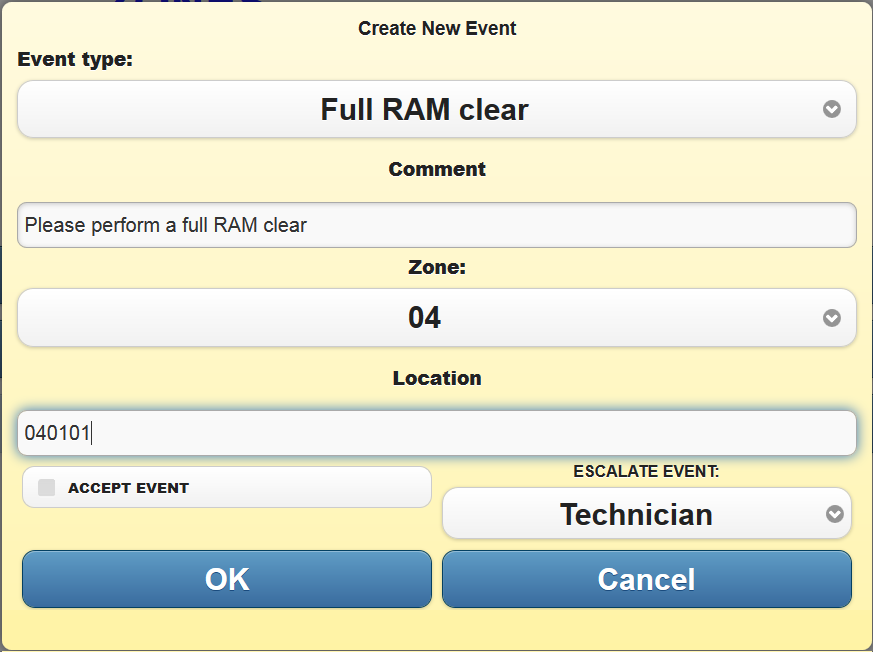 Create New Event
Event type:
Full RAM clear
Comment
Please perform a full RAM clear
Zone:
04
Location
040101
ACCEPT EVENT
ESCALATE EVENT:
Technician
OK
Cancel